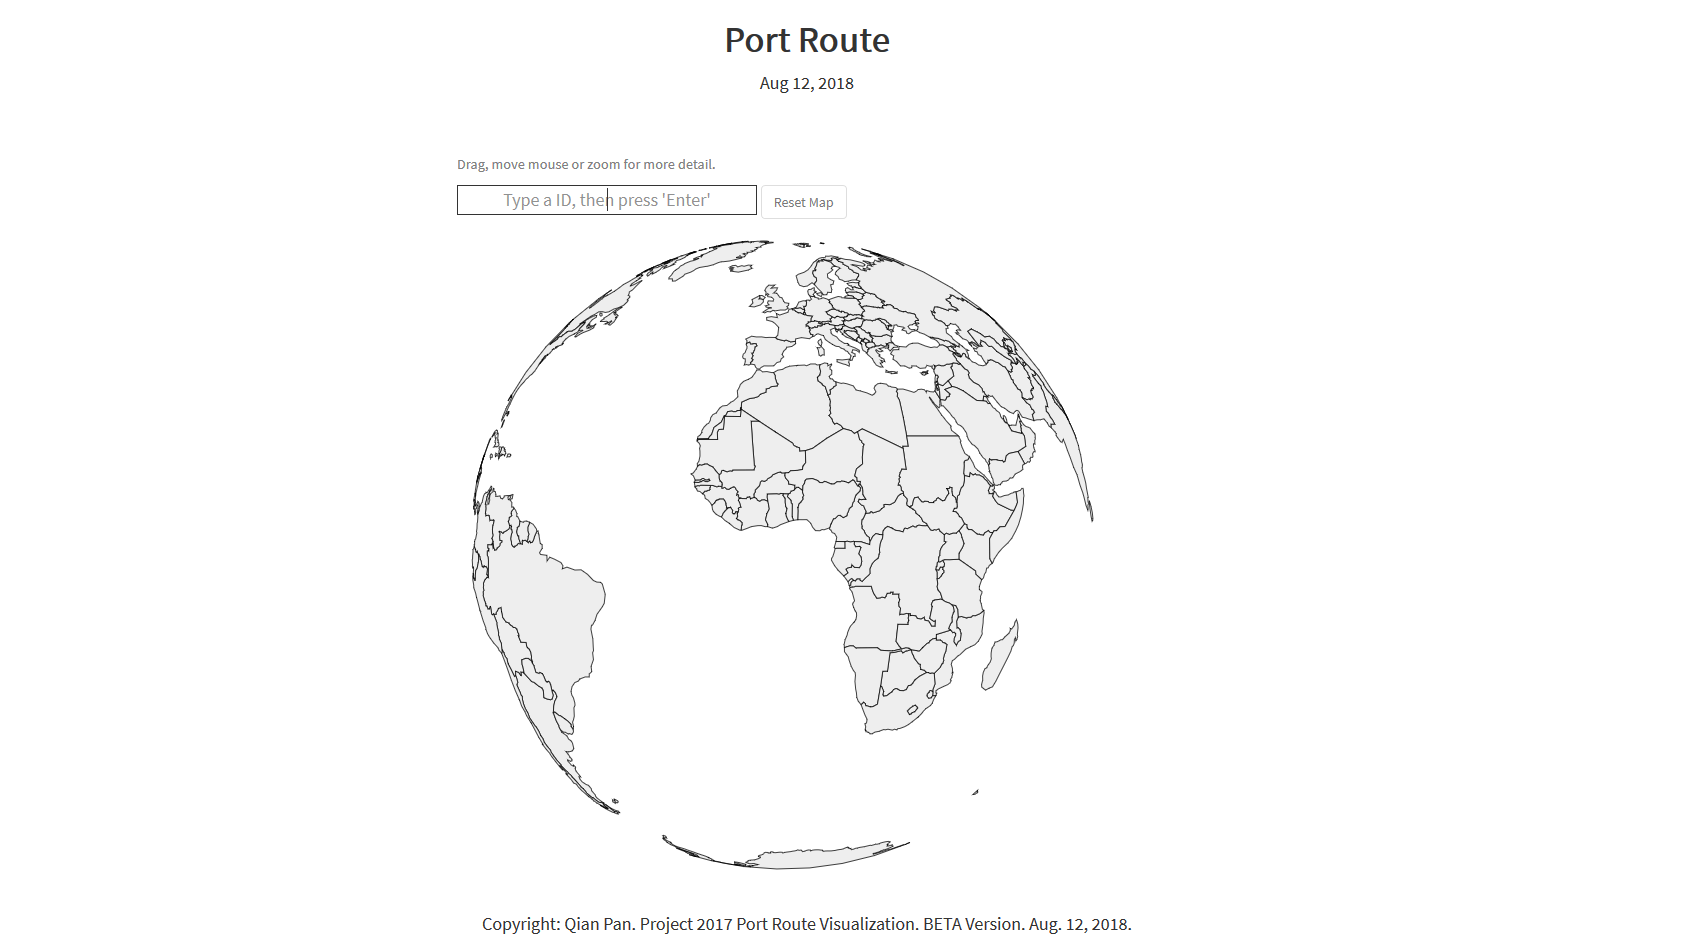 Port Route
Aug 12, 2018
Drag, move mouse or zoom for more detail.
Type a ID, then press 'Enter'
Reset Map
Copyright: Qian Pan. Project 2017 Port Route Visualization. BETA Version. Aug. 12, 2018.